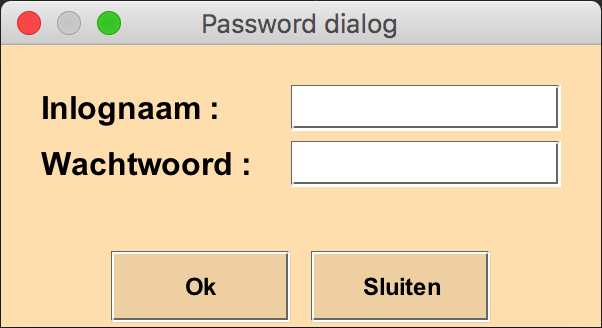 Password dialog
Inlognaam :
Wachtwoord :
Ok
Sluiten